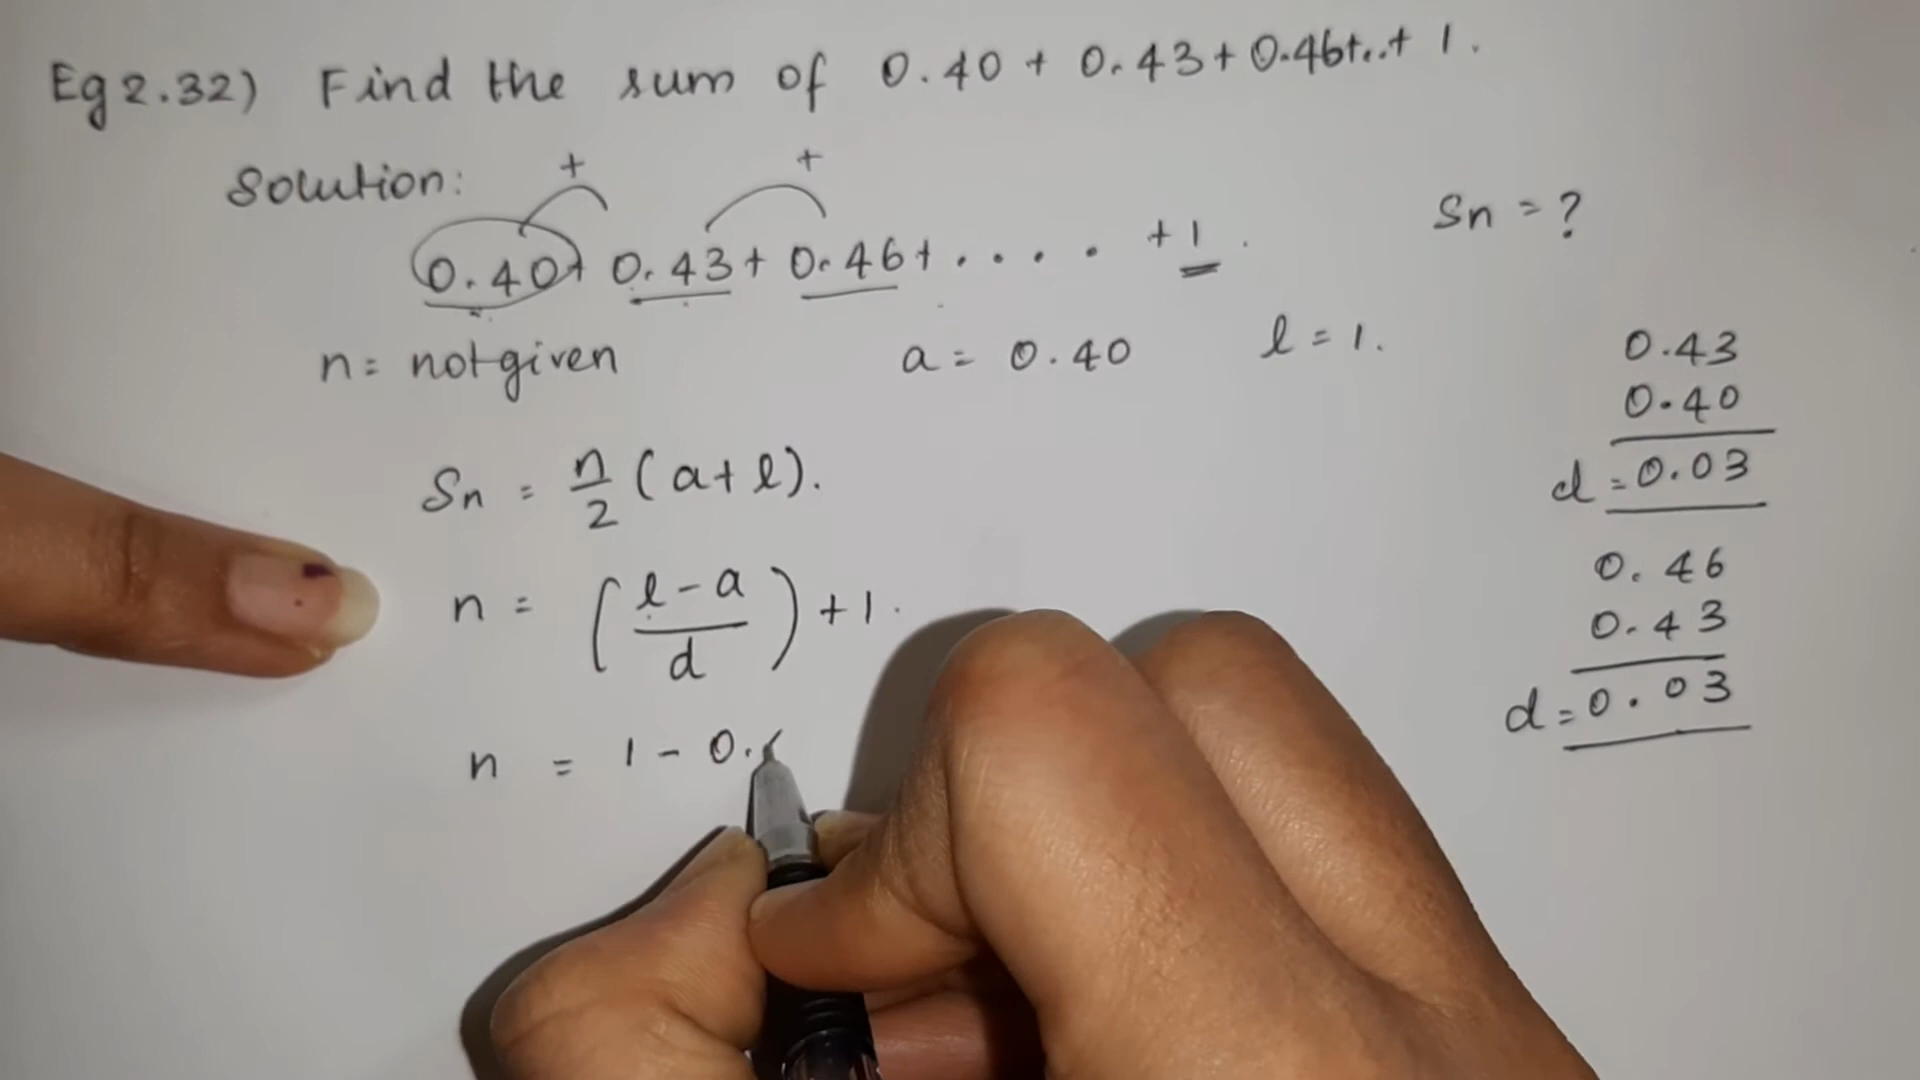 Eg 2.32) Find the sum of 0.40 + 0.43 + 0.46+..+ 1.
Solution:
+ +
0.40+ 0.43 + 0.46 + . . . . + 1 .
Sn = ?
n = not given a = 0.40 l = 1.
Sn = n/2 (a + l).
n = (l - a / d) + 1.
n = 1 - 0.
0.43
0.40
d = 0.03
0.46
0.43
d = 0.03